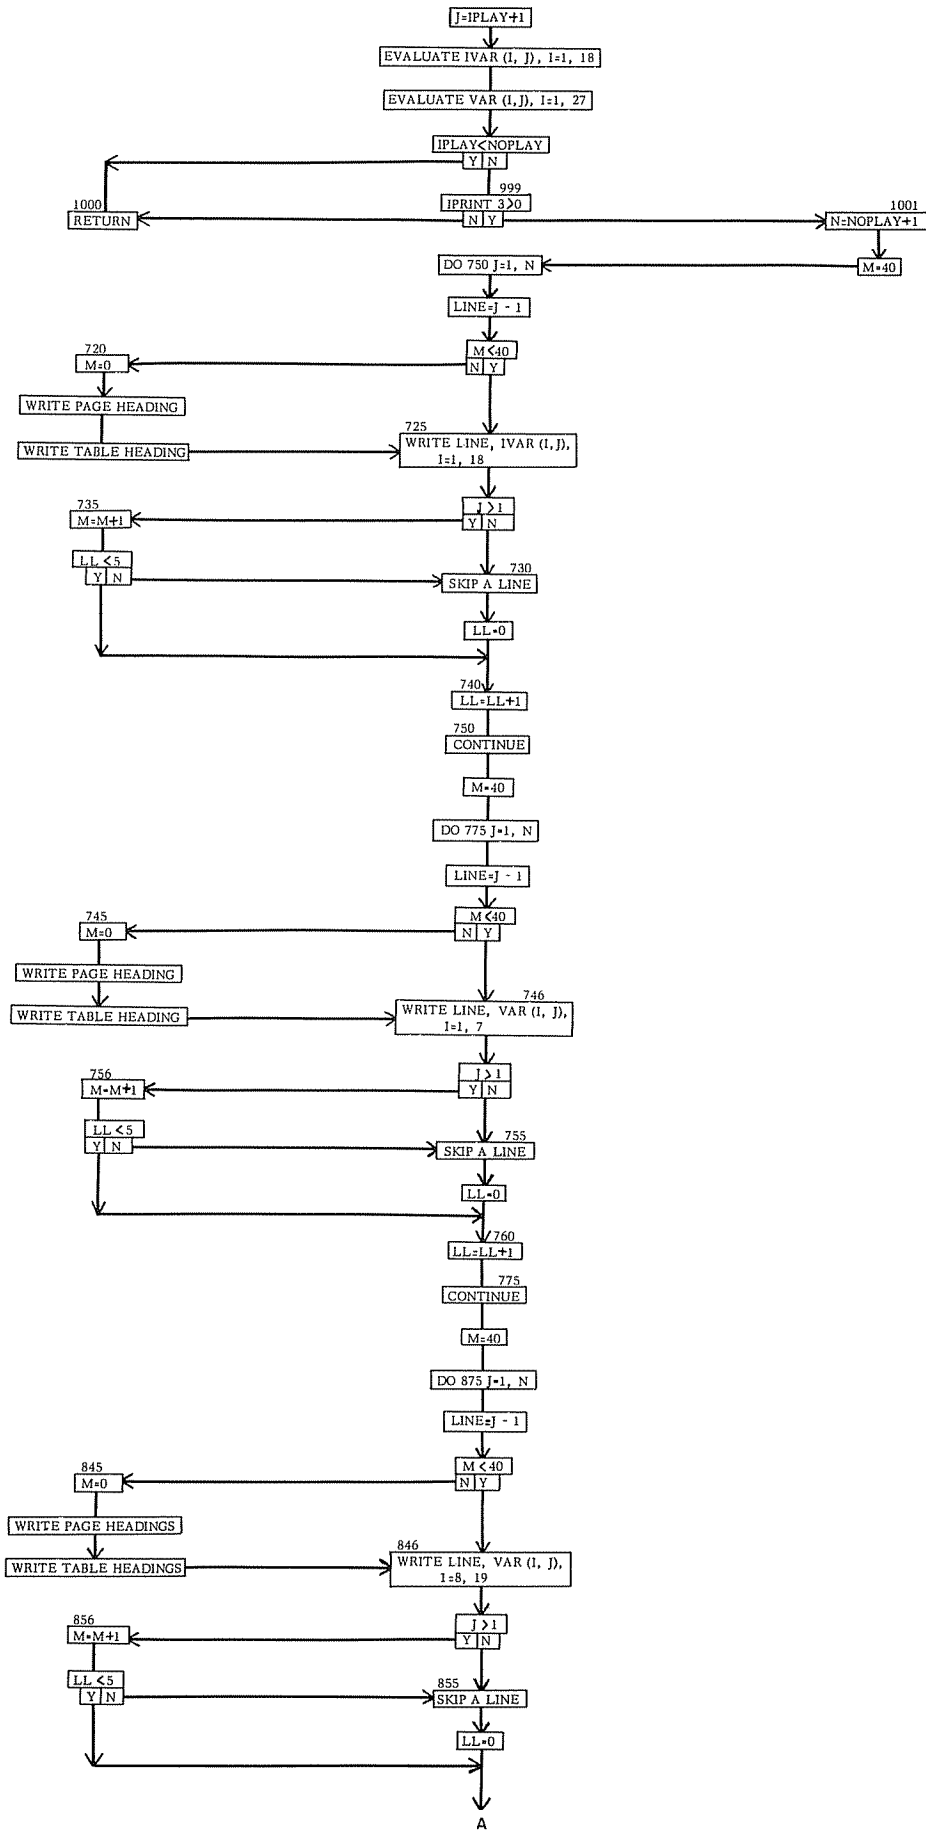 J=IPLAY+1
EVALUATE IVAR (I, J), I=1, 18
EVALUATE VAR (I,J), I=1, 27
IPLAY<NOPLAY
Y N
999
IPRINT 3>0
N Y
1000
RETURN
1001
N=NOPLAY+1
M=40
DO 750 J=1, N
LINE=J - 1
M<40
N Y
720
M=0
WRITE PAGE HEADING
WRITE TABLE HEADING
725
WRITE LINE, IVAR (I,J),
I=1, 18
J >1
Y N
735
M=M+1
LL <5
Y N
730
SKIP A LINE
LL=0
740
LL=LL+1
750
CONTINUE
M=40
DO 775 J=1, N
LINE=J - 1
M<40
N Y
745
M=0
WRITE PAGE HEADING
WRITE TABLE HEADING
746
WRITE LINE, VAR (I, J),
I=1, 7
J >1
Y N
756
M=M+1
LL <5
Y N
755
SKIP A LINE
LL=0
760
LL=LL+1
775
CONTINUE
M=40
DO 875 J=1, N
LINE=J - 1
M <40
N Y
845
M=0
WRITE PAGE HEADINGS
WRITE TABLE HEADINGS
846
WRITE LINE, VAR (I, J),
I=8, 19
J >1
Y N
856
M=M+1
LL <5
Y N
855
SKIP A LINE
LL=0
A